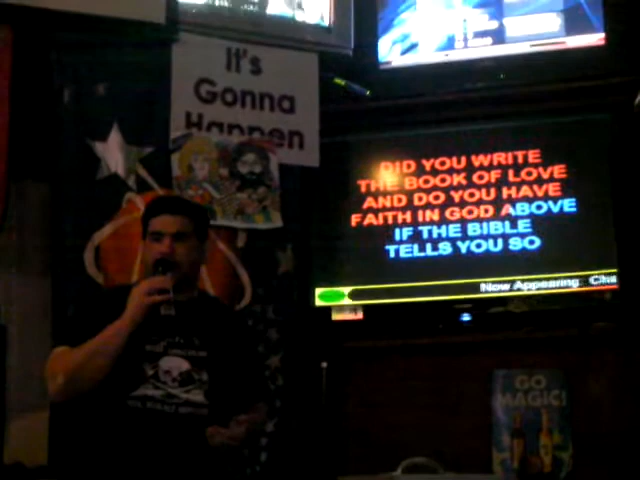 It's
Gonna
Happen
DID YOU WRITE
THE BOOK OF LOVE
AND DO YOU HAVE
FAITH IN GOD ABOVE
IF THE BIBLE
TELLS YOU SO
Now Appearing: Cha
GO
MAGIC!